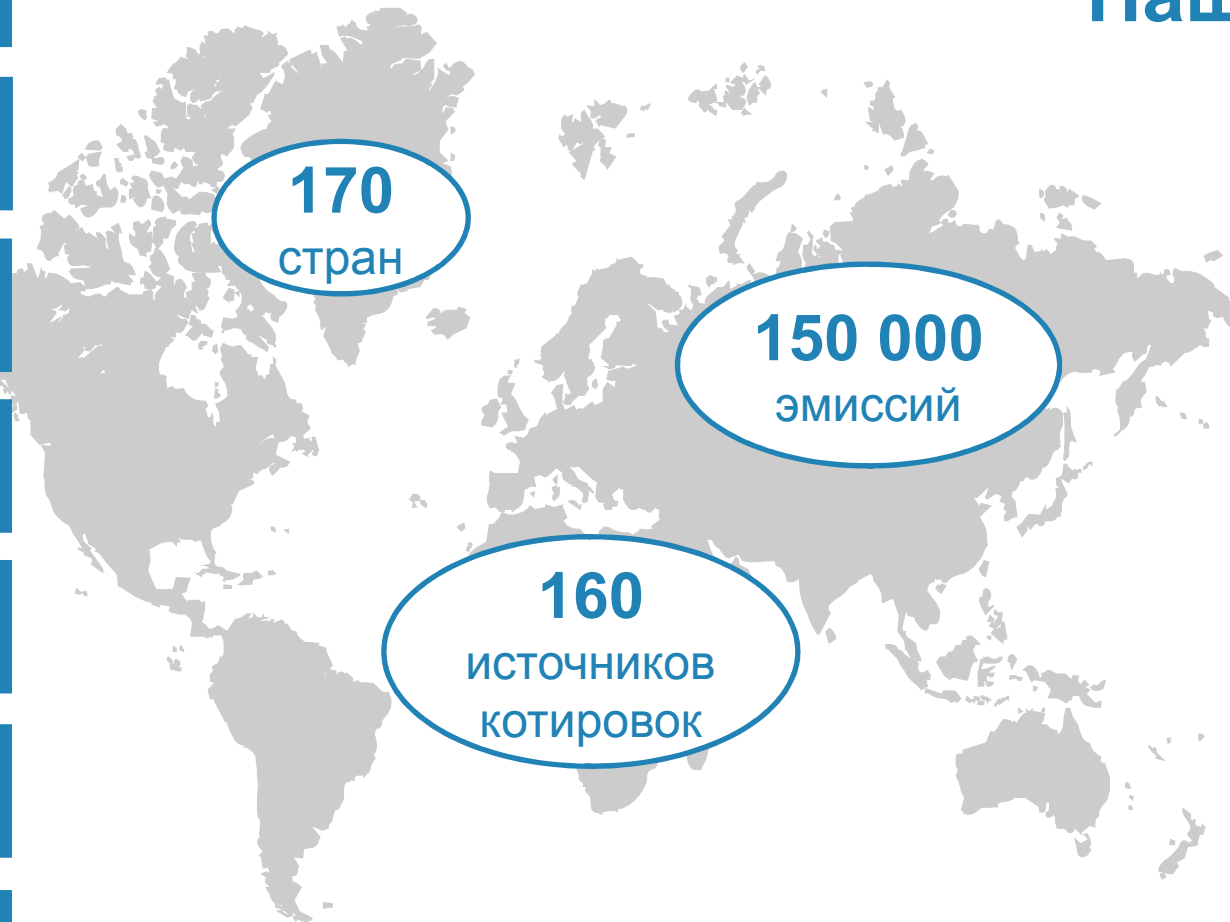 170
стран
150 000
эмиссий
160
источников
котировок